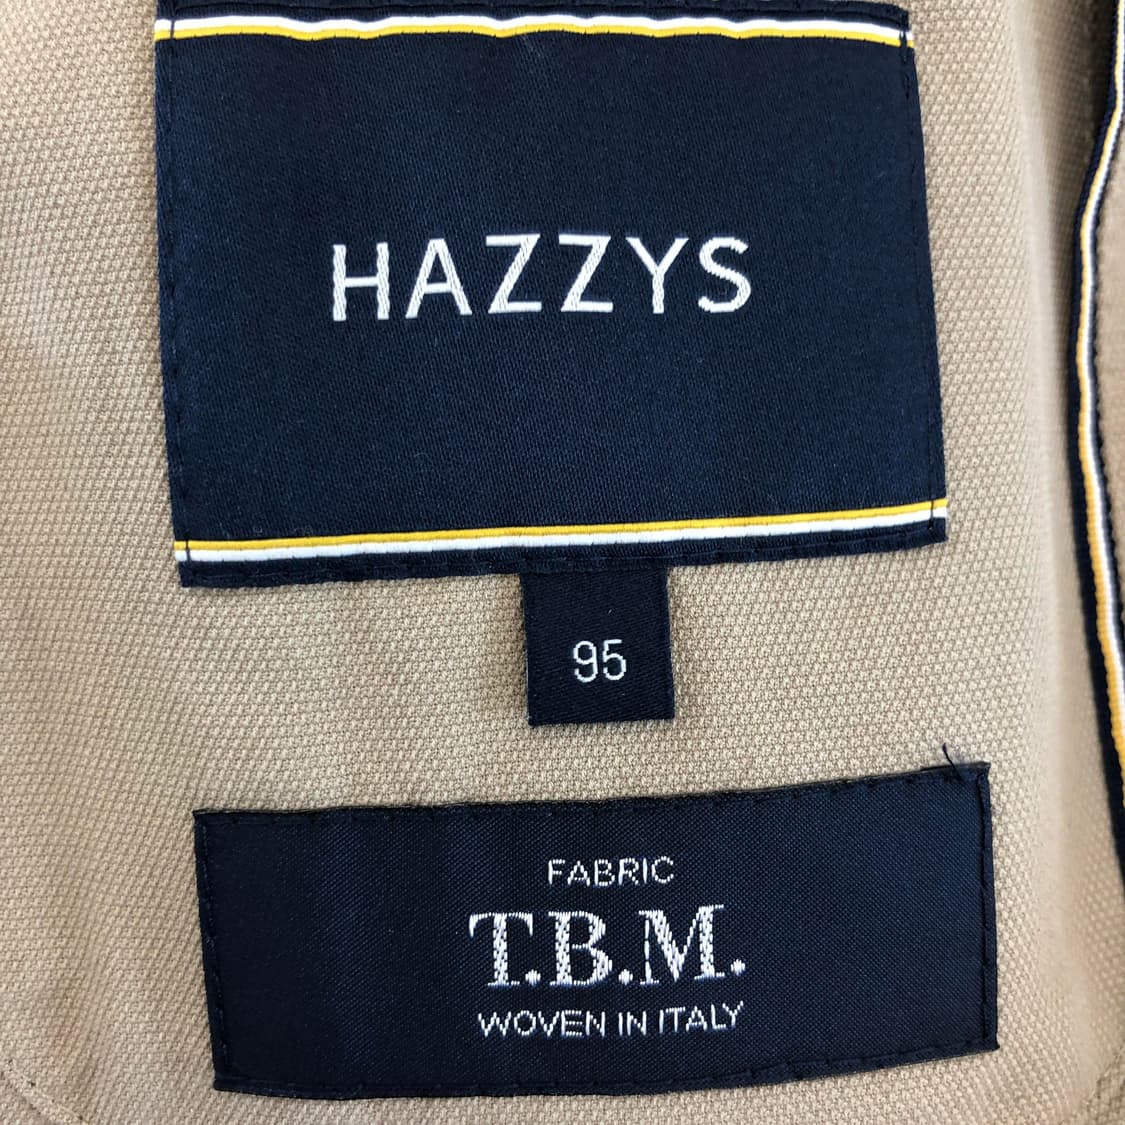 HAZZYS
95
FABRIC
T.B.M.
WOVEN IN ITALY